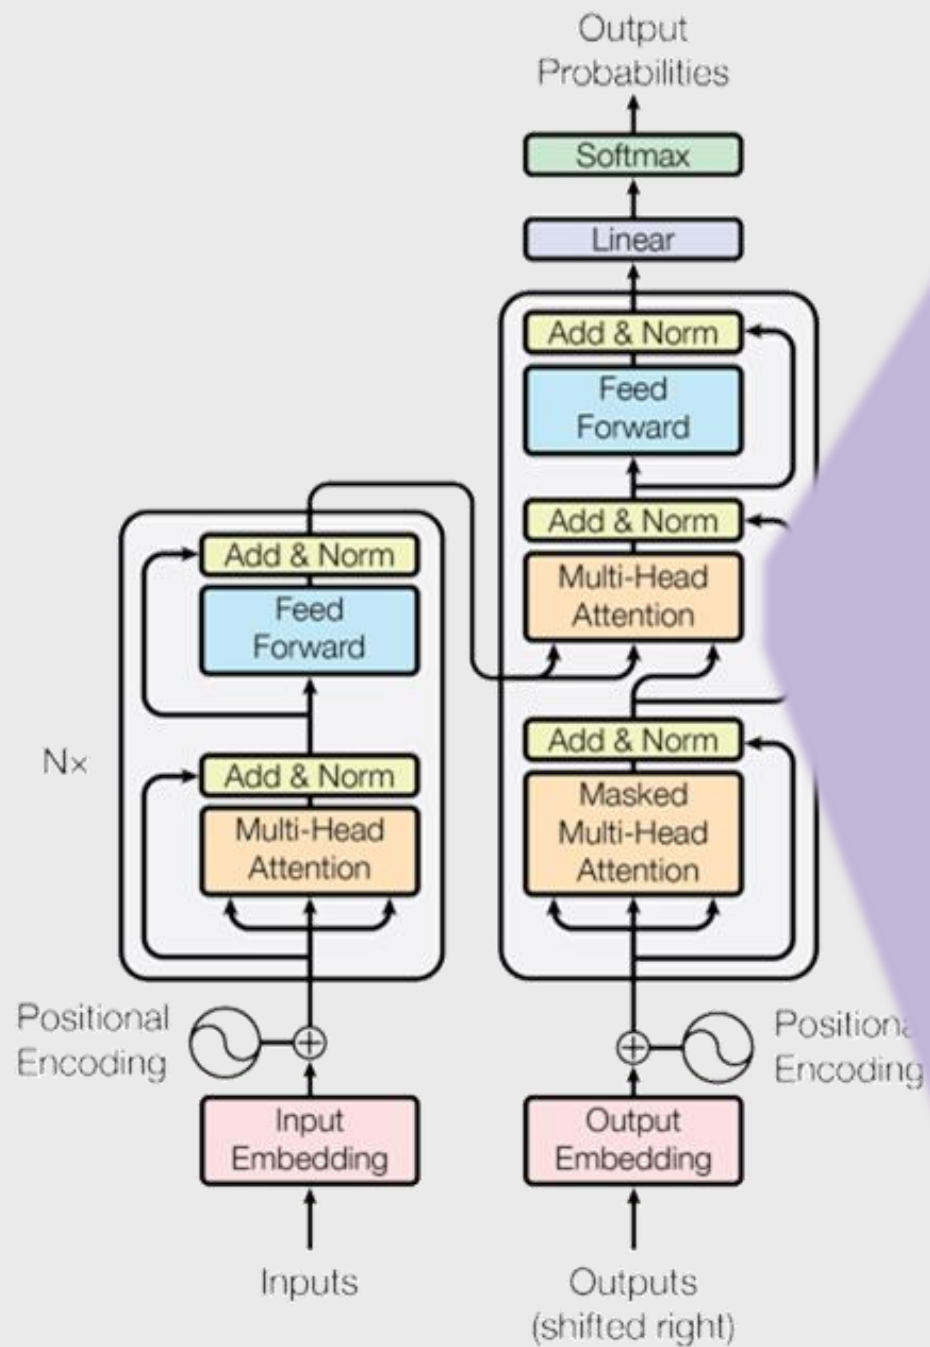 Output
Probabilities
Softmax
Linear
Add & Norm
Feed
Forward
Add & Norm
Multi-Head
Attention
Add & Norm
Masked
Multi-Head
Attention
Add & Norm
Feed
Forward
Add & Norm
Multi-Head
Attention
N×
Positional
Encoding
Positiona
Encoding
Input
Embedding
Output
Embedding
Inputs
Outputs
(shifted right)